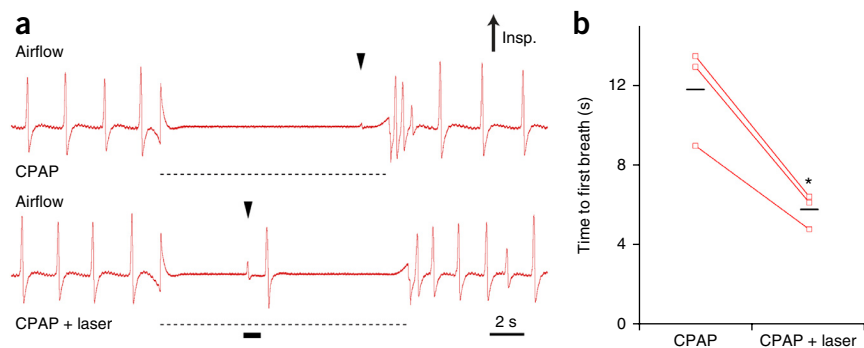 a
Airflow
Insp.
CPAP
Airflow
CPAP + laser
2 s
b
Time to first breath (s)
12
8
4
0
*
CPAP
CPAP + laser